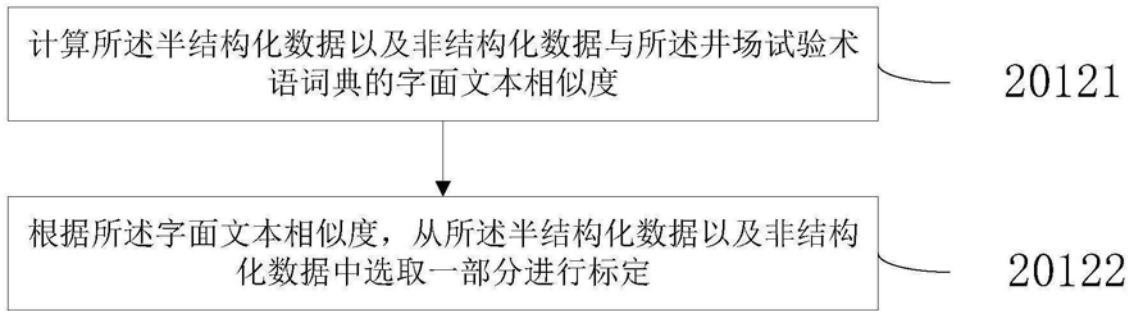 计算所述半结构化数据以及非结构化数据与所述井场试验术
语词典的字面文本相似度
20121
根据所述字面文本相似度，从所述半结构化数据以及非结构
化数据中选取一部分进行标定
20122